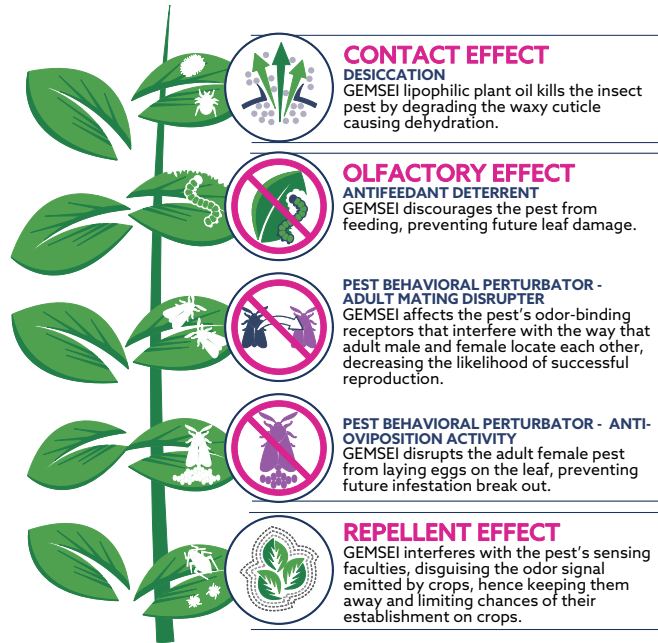 CONTACT EFFECT
DESICCATION
GEMSEI lipophilic plant oil kills the insect
pest by degrading the waxy cuticle
causing dehydration.
OLFACTORY EFFECT
ANTIFEEDANT DETERRENT
GEMSEI discourages the pest from
feeding, preventing future leaf damage.
PEST BEHAVIORAL PERTURBATOR -
ADULT MATING DISRUPTER
GEMSEI affects the pest's odor-binding
receptors that interfere with the way that
adult male and female locate each other,
decreasing the likelihood of successful
reproduction.
PEST BEHAVIORAL PERTURBATOR - ANTI-
OVIPOSITION ACTIVITY
GEMSEI disrupts the adult female pest
from laying eggs on the leaf, preventing
future infestation break out.
REPELLENT EFFECT
GEMSEI interferes with the pest's sensing
faculties, disguising the odor signal
emitted by crops, hence keeping them
away and limiting chances of their
establishment on crops.